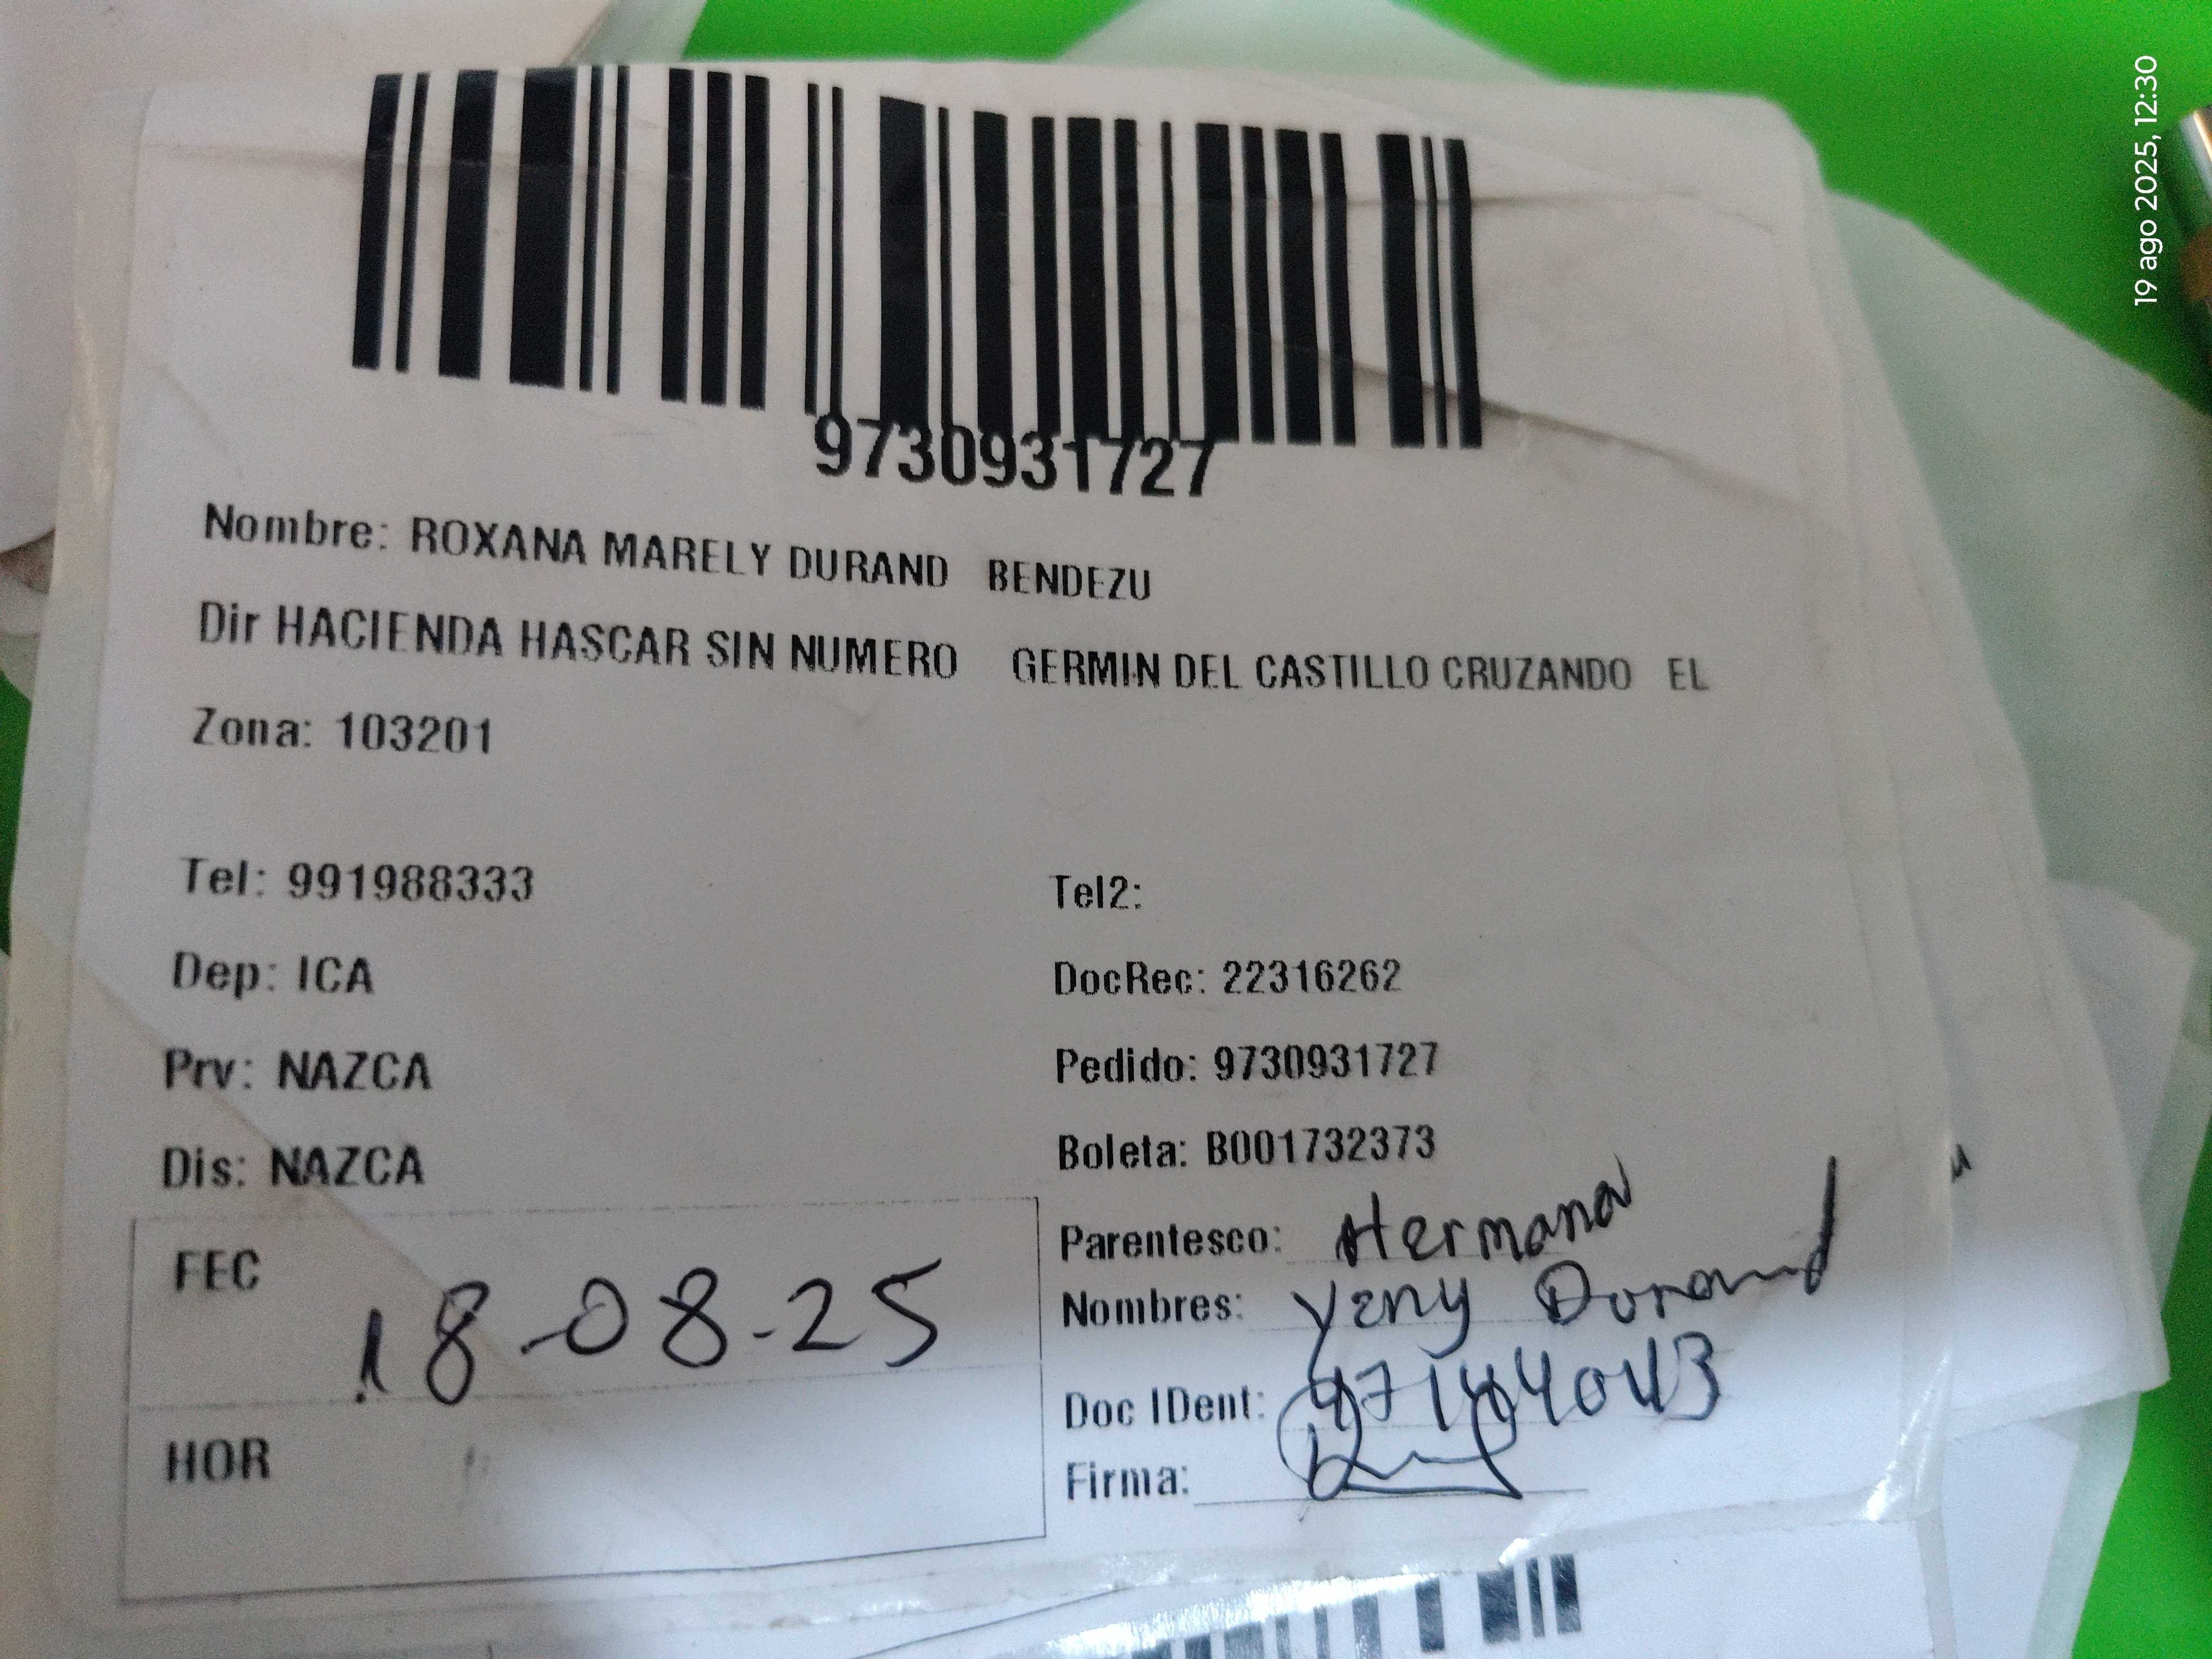 19 ago 2025, 12:30
9730931727
Nombre: ROXANA MARELY DURAND BENDEZU
Dir HACIENDA HASCAR SIN NUMERO GERMIN DEL CASTILLO CRUZANDO EL
Zona: 103201
Tel: 991988333
Tel2:
Dep: ICA
DocRec: 22316262
Prv: NAZCA
Pedido: 9730931727
Dis: NAZCA
Boleta: B001732373
FEC 18-08-25
HOR
Parentesco: Hermana
Nombres: Yeny Durand
Doc IDent: 47144043
Firma: